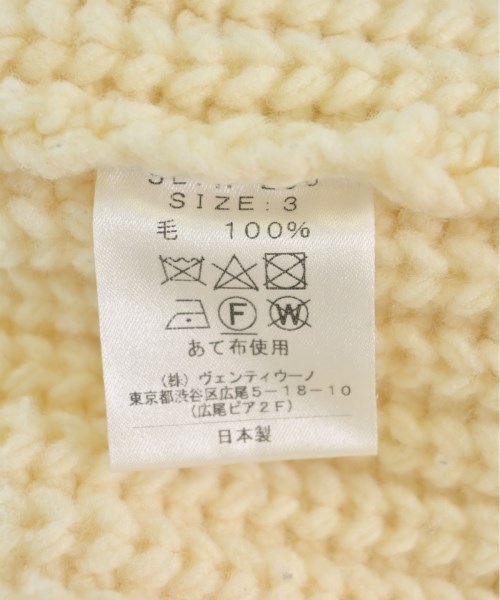 SIZE:3
毛 100%
F W
あて布使用
(株) ヴェンティウーノ
東京都渋谷区広尾5-18-10
(広尾ピア2F)
日本製